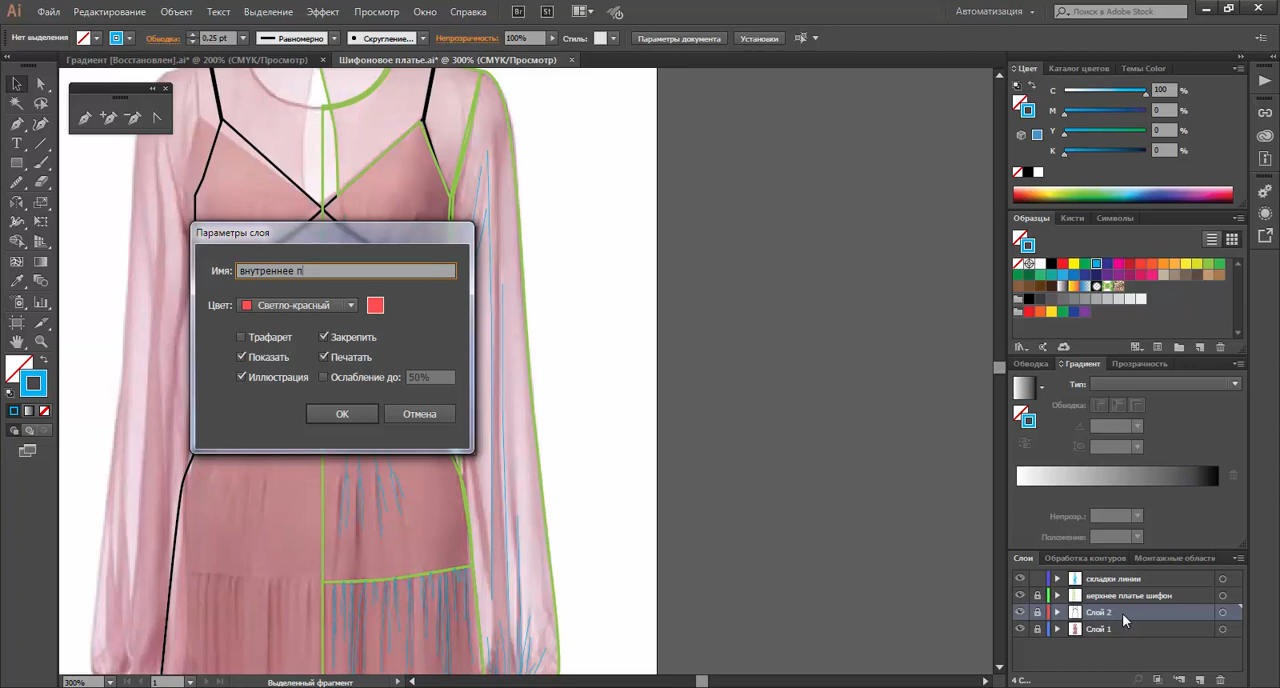 Ai Файл Редактирование Объект Текст Выделение Эффект Просмотр Окно Справка Br St Автоматизация Поиск в Adobe Stock
Нет выделения Обводка: 0,25 pt Равномерно Скругление... Непрозрачность: 100% Стиль: Параметры документа Установки
Градиент [Восстановлен].ai* @ 200% (CMYK/Просмотр) × Шифоновое платье.ai* @ 300% (CMYK/Просмотр) ×
Цвет Каталог цветов Темы Color
C 100 %
M 0 %
Y 0 %
K 0 %
Образцы Кисти Символы
Параметры слоя
Имя: внутреннее п
Цвет: Светло-красный
Трафарет Закрепить
Показать Печатать
Иллюстрация Ослабление до: 50%
OK Отмена
Обводка Градиент Прозрачность
Тип:
Обводка:
Непрозр.:
Положение:
Слои Обработка контуров Монтажные области
складки линии
верхнее платье шифон
Слой 2
Слой 1
4 С...
300% 1 Выделенный фрагмент